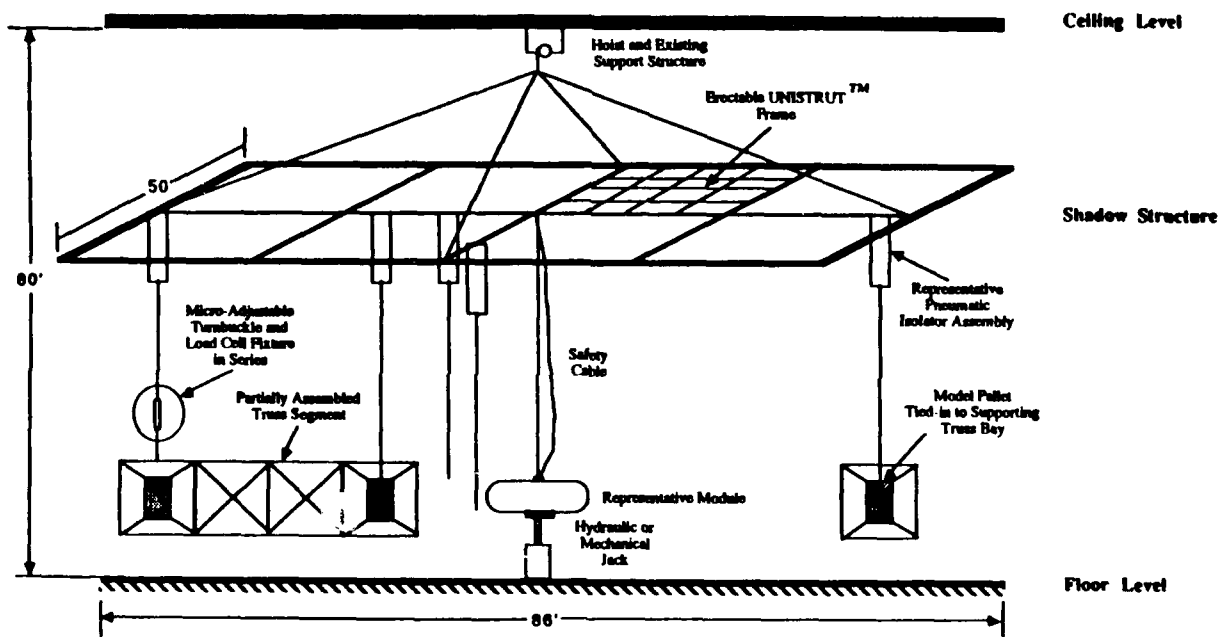 Ceiling Level
Hoist and Existing
Support Structure
Erectable UNISTRUT™
Frame
50
Shadow Structure
80'
Representative
Pneumatic
Isolator Assembly
Micro-Adjustable
Turnbuckle and
Load Cell Fixture
in Series
Safety
Cable
Partially Assembled
Truss Segment
Model Pallet
Tied-in to Supporting
Truss Bay
Representative Module
Hydraulic or
Mechanical
Jack
Floor Level
86'